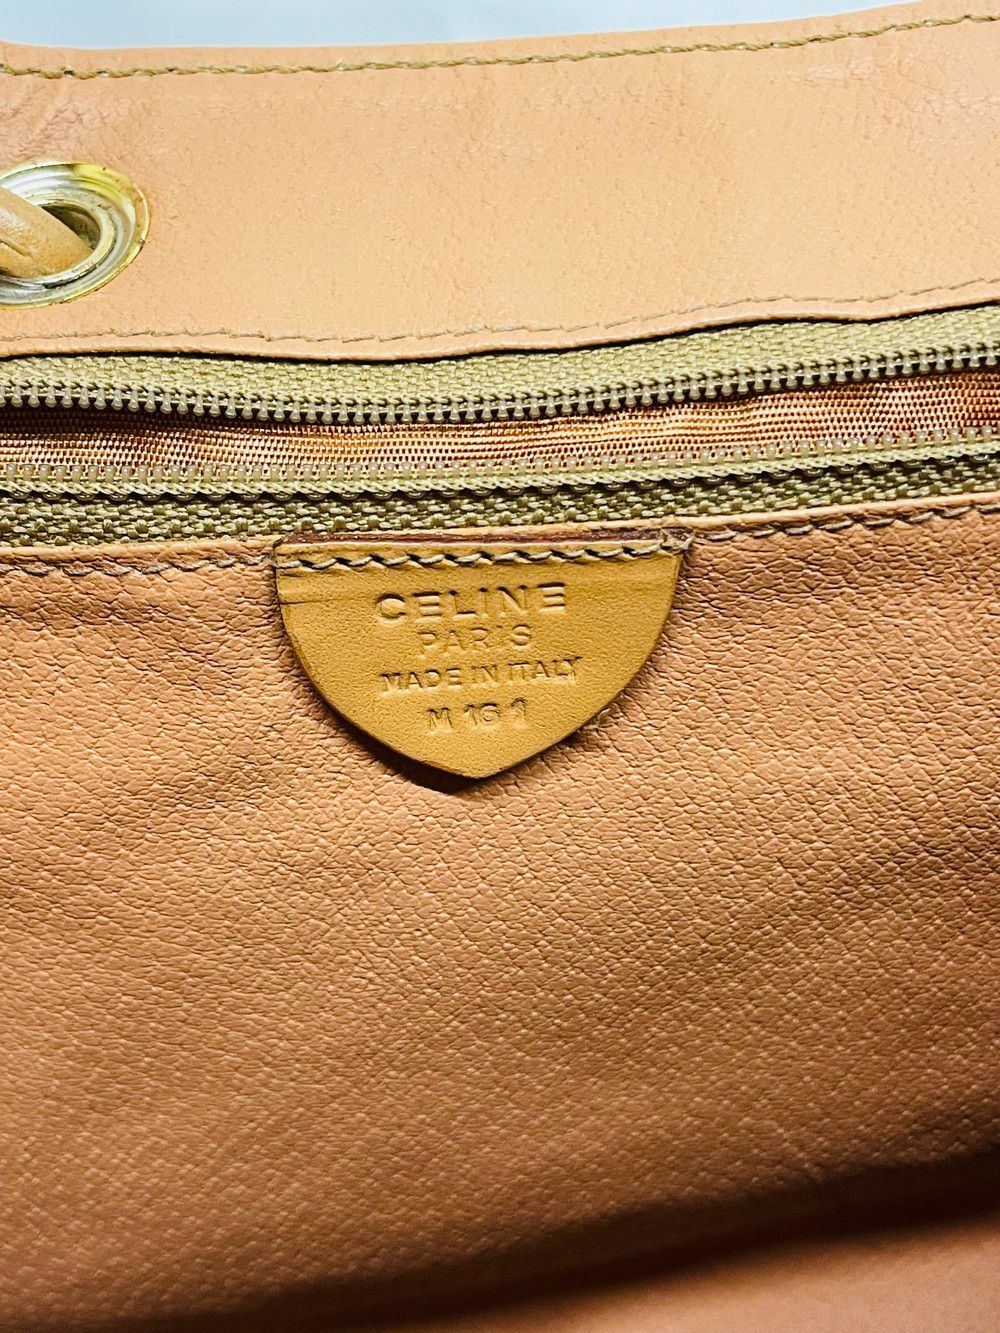 CELINE
PARIS
MADE IN ITALY
M 161